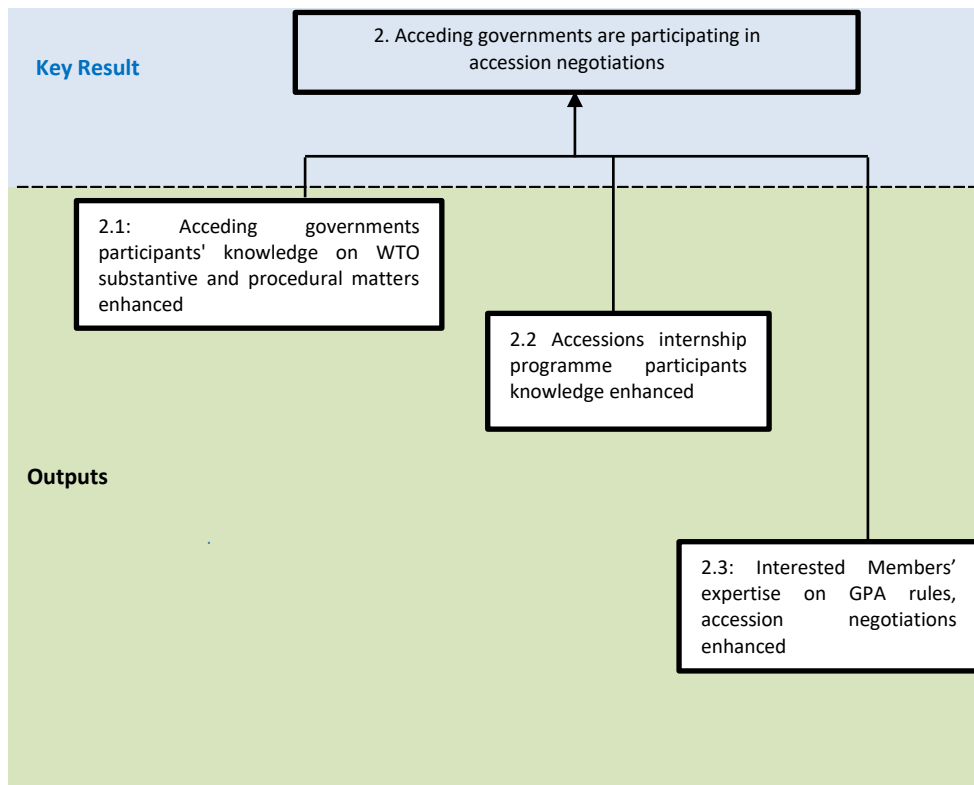 2. Acceding governments are participating in
accession negotiations
Key Result
2.1: Acceding governments
participants' knowledge on WTO
substantive and procedural matters
enhanced
2.2 Accessions internship
programme participants
knowledge enhanced
Outputs
2.3: Interested Members’
expertise on GPA rules,
accession negotiations
enhanced